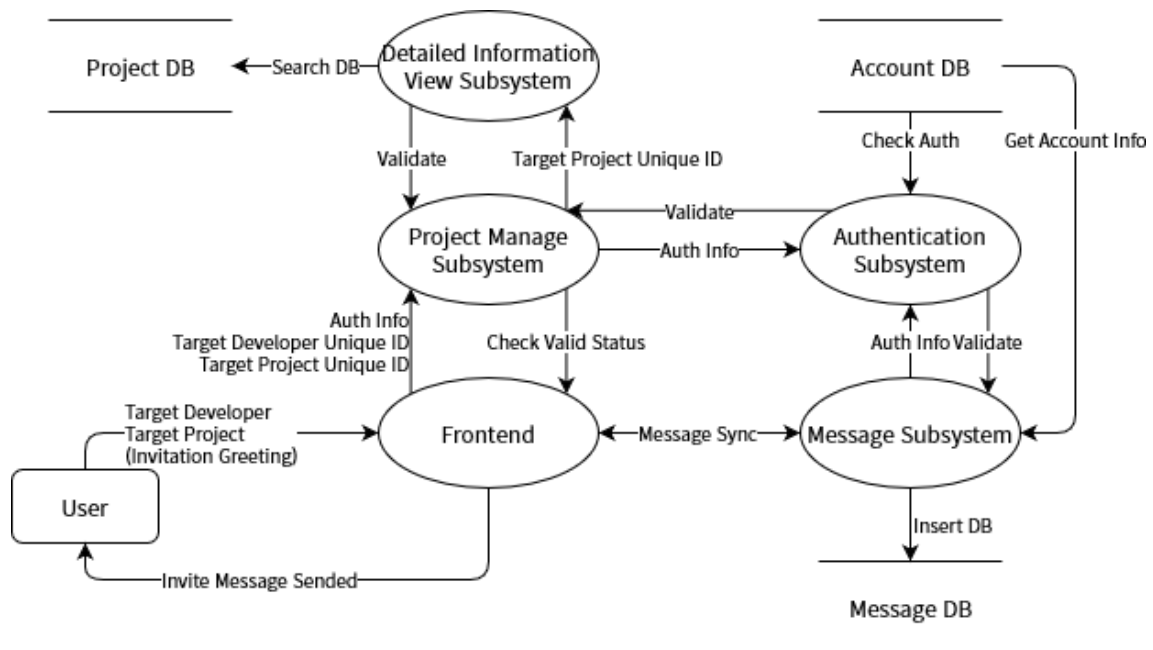 Project DB
Search DB
Detailed Information
View Subsystem
Account DB
Validate
Target Project Unique ID
Check Auth
Get Account Info
Project Manage
Subsystem
Validate
Auth Info
Authentication
Subsystem
Auth Info
Target Developer Unique ID
Target Project Unique ID
Check Valid Status
Auth Info
Validate
Target Developer
Target Project
(Invitation Greeting)
Frontend
Message Sync
Message Subsystem
User
Insert DB
Invite Message Sended
Message DB